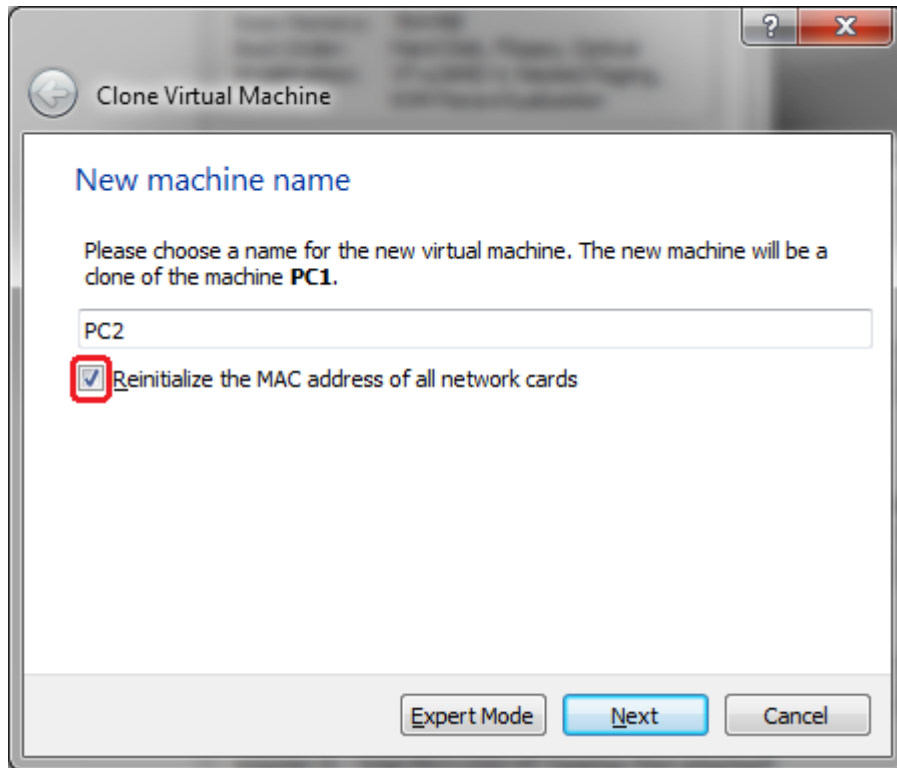 ?
Clone Virtual Machine
New machine name
Please choose a name for the new virtual machine. The new machine will be a
clone of the machine PC1.
PC2
Reinitialize the MAC address of all network cards
Expert Mode Next Cancel